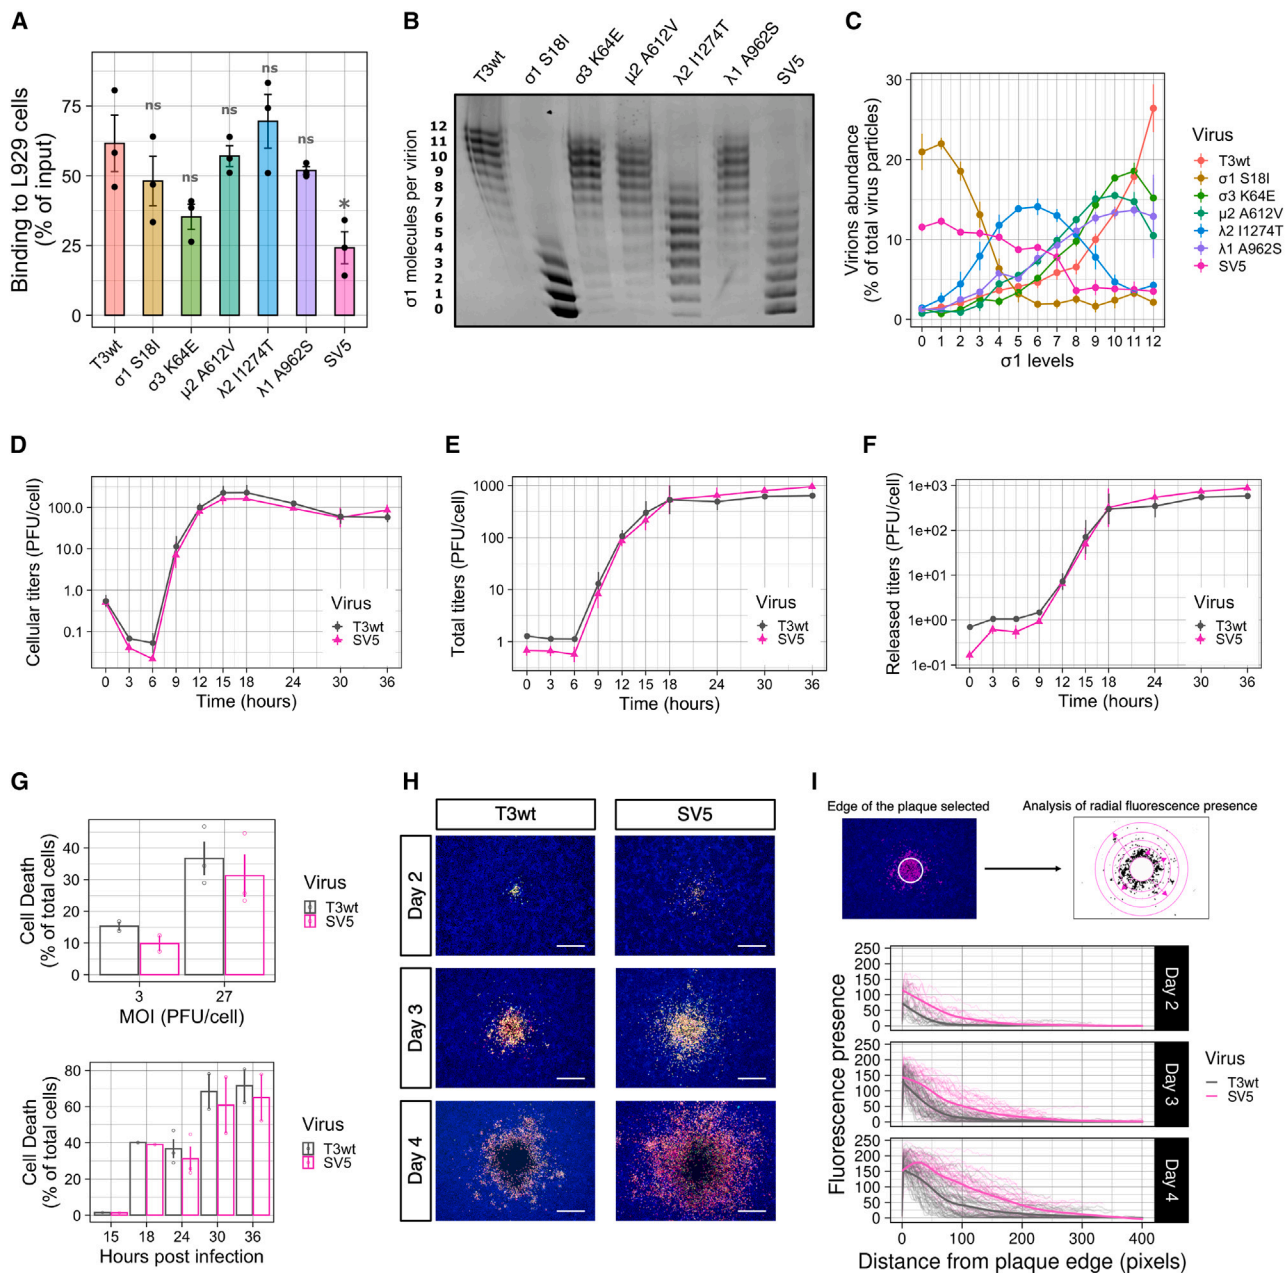 A
Binding to L929 cells
(% of input)
75
50
25
0
ns
ns
ns
ns
ns
*
T3wt
σ1 S18I
σ3 K64E
μ2 A612V
λ2 I1274T
λ1 A962S
SV5
B
T3wt
σ1 S18I
σ3 K64E
μ2 A612V
λ2 I1274T
λ1 A962S
SV5
σ1 molecules per virion
12
11
10
9
8
7
6
5
4
3
2
1
0
C
Virions abundance
(% of total virus particles)
30
20
10
0
0 1 2 3 4 5 6 7 8 9 10 11 12
σ1 levels
Virus
T3wt
σ1 S18I
σ3 K64E
μ2 A612V
λ2 I1274T
λ1 A962S
SV5
D
Cellular titers (PFU/cell)
100.0
10.0
1.0
0.1
0 3 6 9 12 15 18 24 30 36
Time (hours)
Virus
T3wt
SV5
E
Total titers (PFU/cell)
1000
100
10
1
0 3 6 9 12 15 18 24 30 36
Time (hours)
Virus
T3wt
SV5
F
Released titers (PFU/cell)
1e+03
1e+02
1e+01
1e+00
1e-01
0 3 6 9 12 15 18 24 30 36
Time (hours)
Virus
T3wt
SV5
G
Cell Death
(% of total cells)
40
30
20
10
0
3 27
MOI (PFU/cell)
Virus
T3wt
SV5
Cell Death
(% of total cells)
80
60
40
20
0
15 18 24 30 36
Hours post infection
Virus
T3wt
SV5
H
T3wt SV5
Day 2
Day 3
Day 4
I
Edge of the plaque selected
Analysis of radial fluorescence presence
Fluorescence presence
250
200
150
100
50
0
Day 2
250
200
150
100
50
0
Day 3
250
200
150
100
50
0
Day 4
0 100 200 300 400
Distance from plaque edge (pixels)
Virus
T3wt
SV5